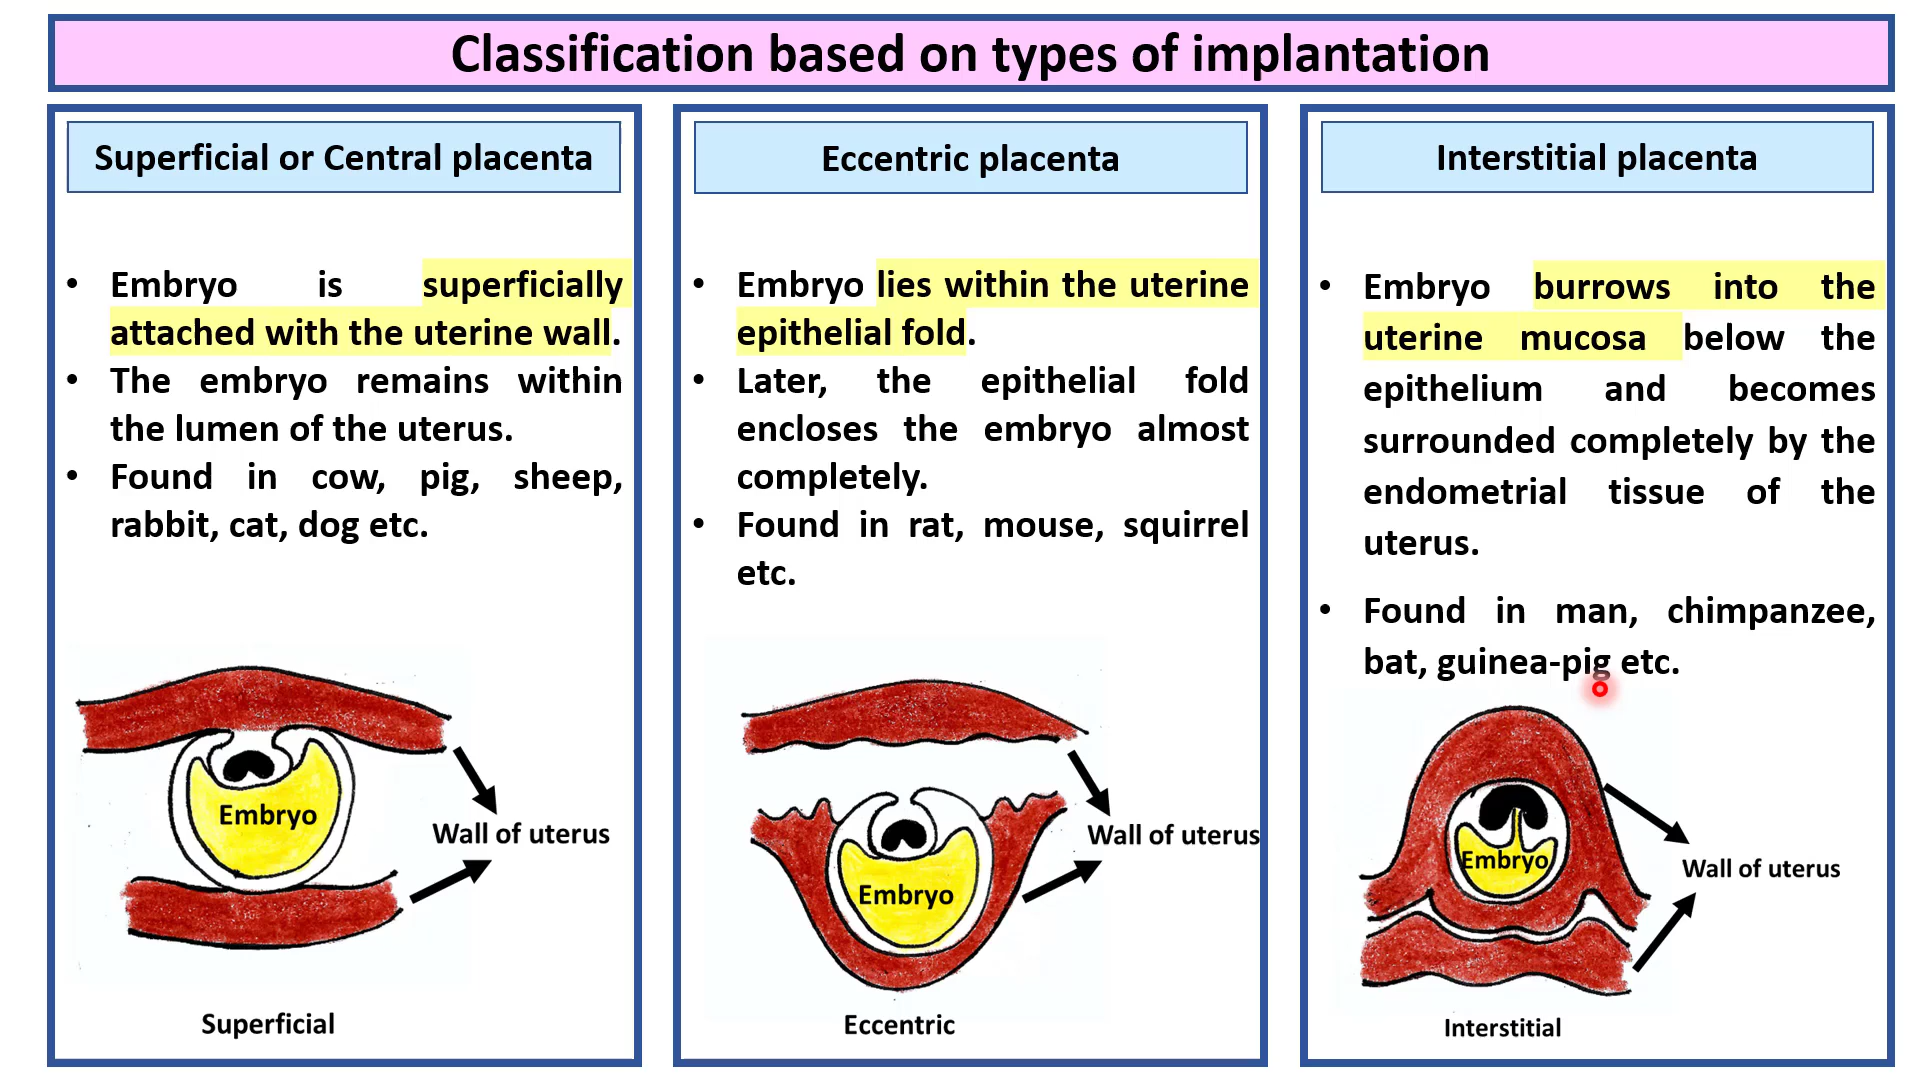 Classification based on types of implantation
Superficial or Central placenta
• Embryo is superficially
attached with the uterine wall.
• The embryo remains within
the lumen of the uterus.
• Found in cow, pig, sheep,
rabbit, cat, dog etc.
Embryo
Wall of uterus
Superficial
Eccentric placenta
• Embryo lies within the uterine
epithelial fold.
• Later, the epithelial fold
encloses the embryo almost
completely.
• Found in rat, mouse, squirrel
etc.
Wall of uterus
Embryo
Eccentric
Interstitial placenta
• Embryo burrows into the
uterine mucosa below the
epithelium and becomes
surrounded completely by the
endometrial tissue of the
uterus.
• Found in man, chimpanzee,
bat, guinea-pig etc.
Embryo
Wall of uterus
Interstitial